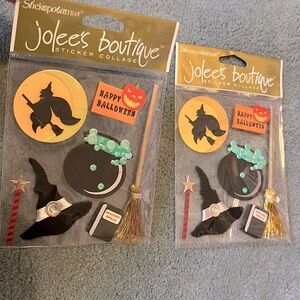 Stickopotamus
jolee's boutique
STICKER COLLAGE
HAPPY
HALLOWEEN
Stickopotamus
jolee's boutique
STICKER COLLAGE
HAPPY
HALLOWEEN